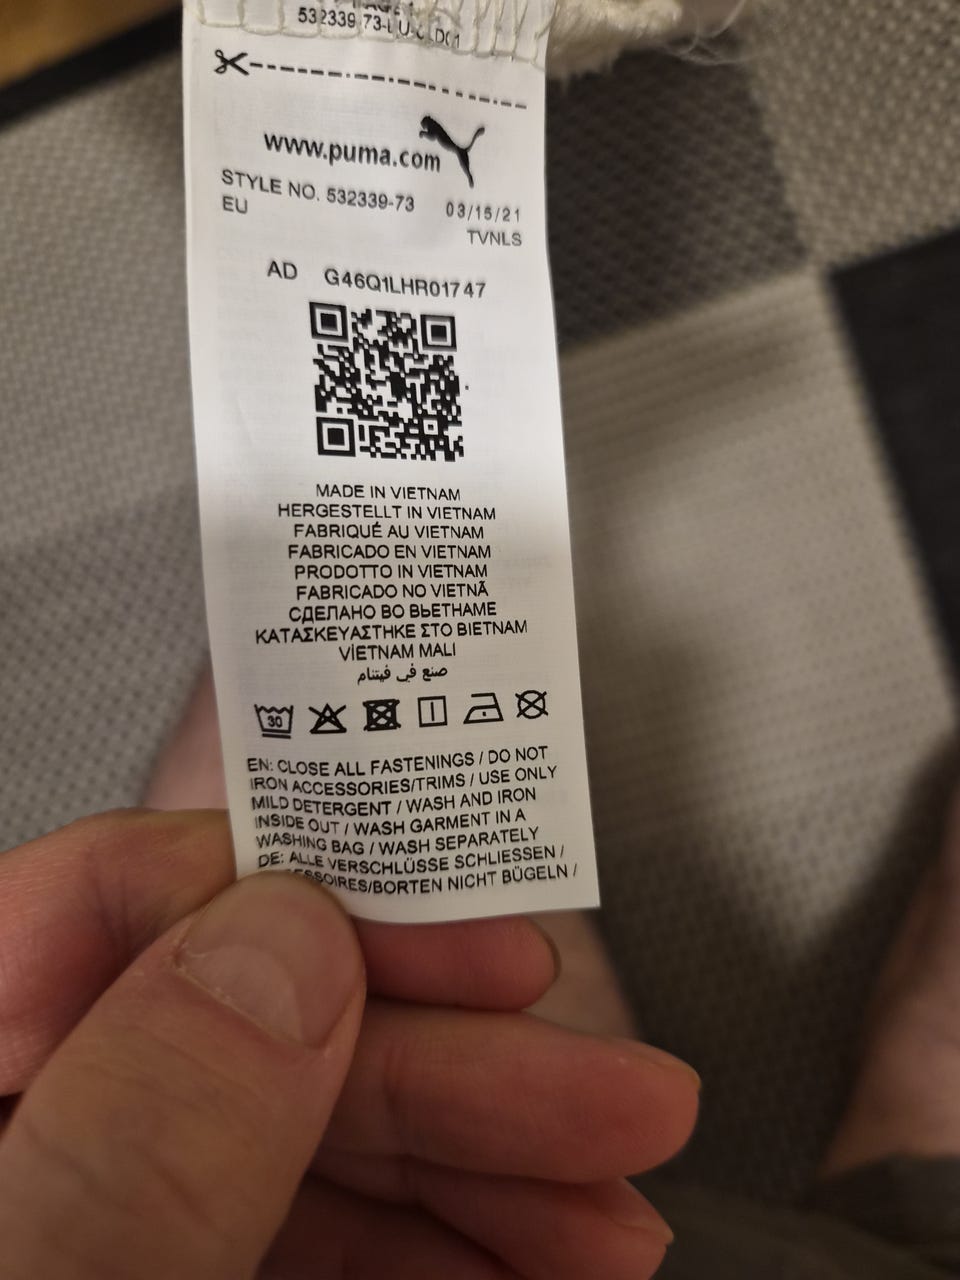 532339 73-
www.puma.com
STYLE NO. 532339-73 03/15/21
EU TVNLS
AD G46Q1LHR01747
MADE IN VIETNAM
HERGESTELLT IN VIETNAM
FABRIQUÉ AU VIETNAM
FABRICADO EN VIETNAM
PRODOTTO IN VIETNAM
FABRICADO NO VIETNÃ
СДЕЛАНО ВО ВЬЕТНАМЕ
ΚΑΤΑΣΚΕΥΑΣΤΗΚΕ ΣΤΟ ΒΙΕΤΝΑΜ
VİETNAM MALI
صنع في فيتنام
30
EN: CLOSE ALL FASTENINGS / DO NOT
IRON ACCESSORIES/TRIMS / USE ONLY
MILD DETERGENT / WASH AND IRON
INSIDE OUT / WASH GARMENT IN A
WASHING BAG / WASH SEPARATELY
DE: ALLE VERSCHLÜSSE SCHLIESSEN /
ESSOIRES/BORTEN NICHT BÜGELN /